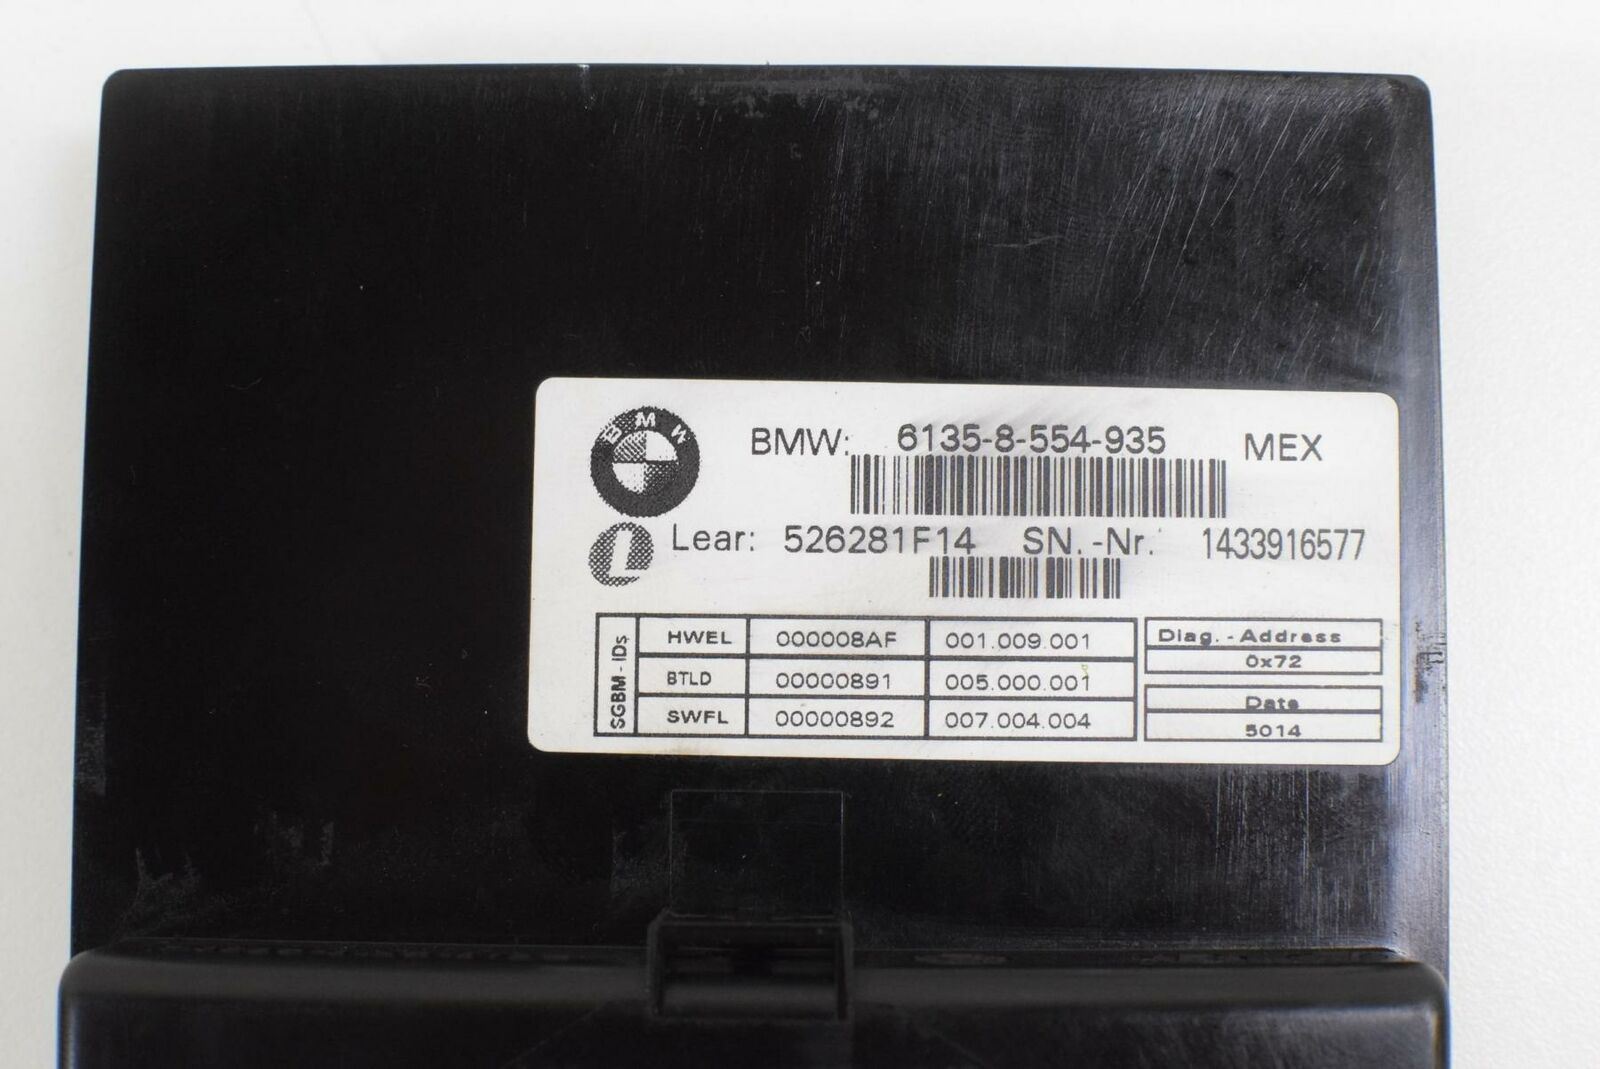 BMW
BMW: 6135-8-554-935 MEX
L Lear: 526281F14 SN.-Nr. 1433916577
SGBM-IDs
HWEL 000008AF 001.009.001
BTLD 00000891 005.000.001
SWFL 00000892 007.004.004
Diag.-Address
0x72
Date
5014